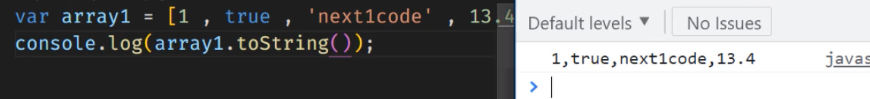 var array1 = [1 , true , 'next1code' , 13.4
console.log(array1.toString());
Default levels ▼ No Issues
1,true,next1code,13.4 javas
>